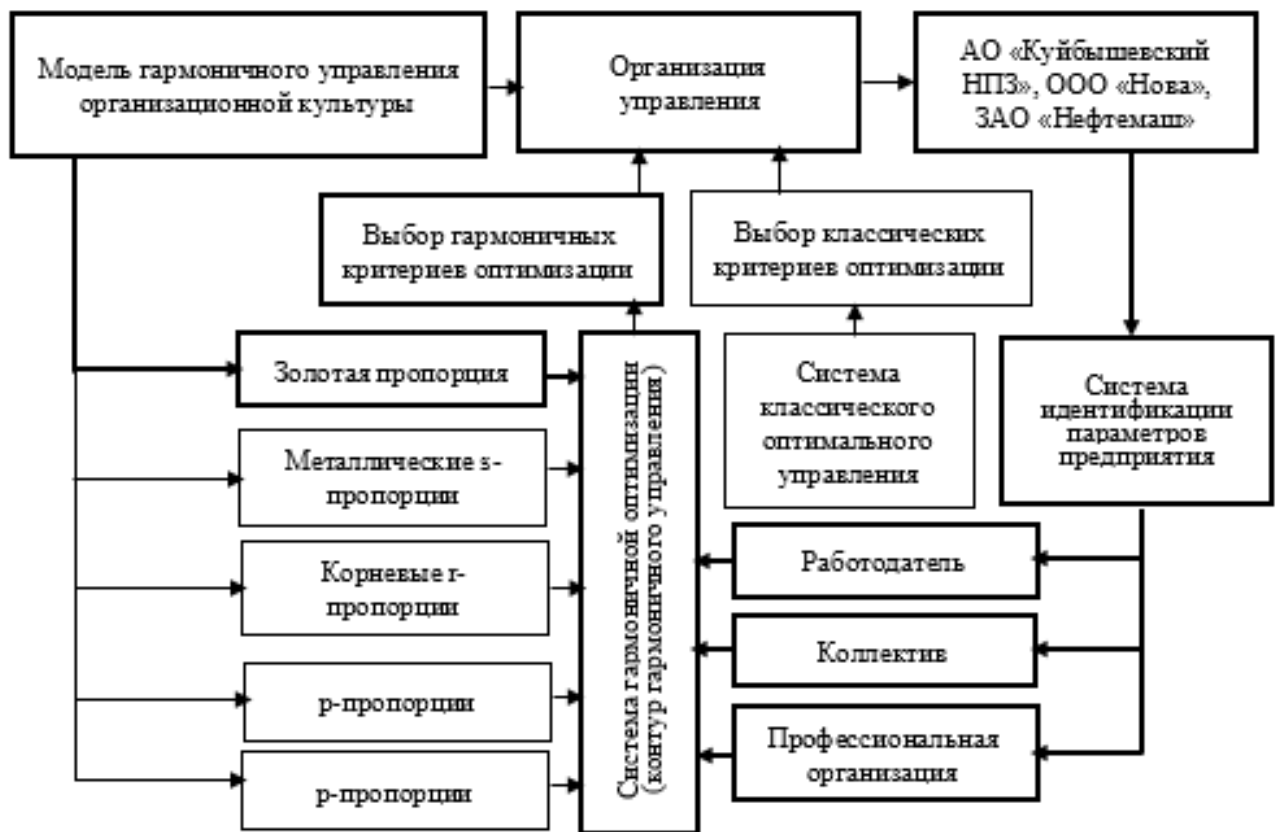 Модель гармоничного управления
организационной культуры
Организация
управления
АО «Куйбышевский
НПЗ», ООО «Нова»,
ЗАО «Нефтемаш»
Выбор гармоничных
критериев оптимизации
Выбор классических
критериев оптимизации
Золотая пропорция
Металлические s-
пропорции
Корневые r-
пропорции
p-пропорции
p-пропорции
Система гармоничной оптимизации
(контур гармоничного управления)
Система
классического
оптимального
управления
Система
идентификации
параметров
предприятия
Работодатель
Коллектив
Профессиональная
организация